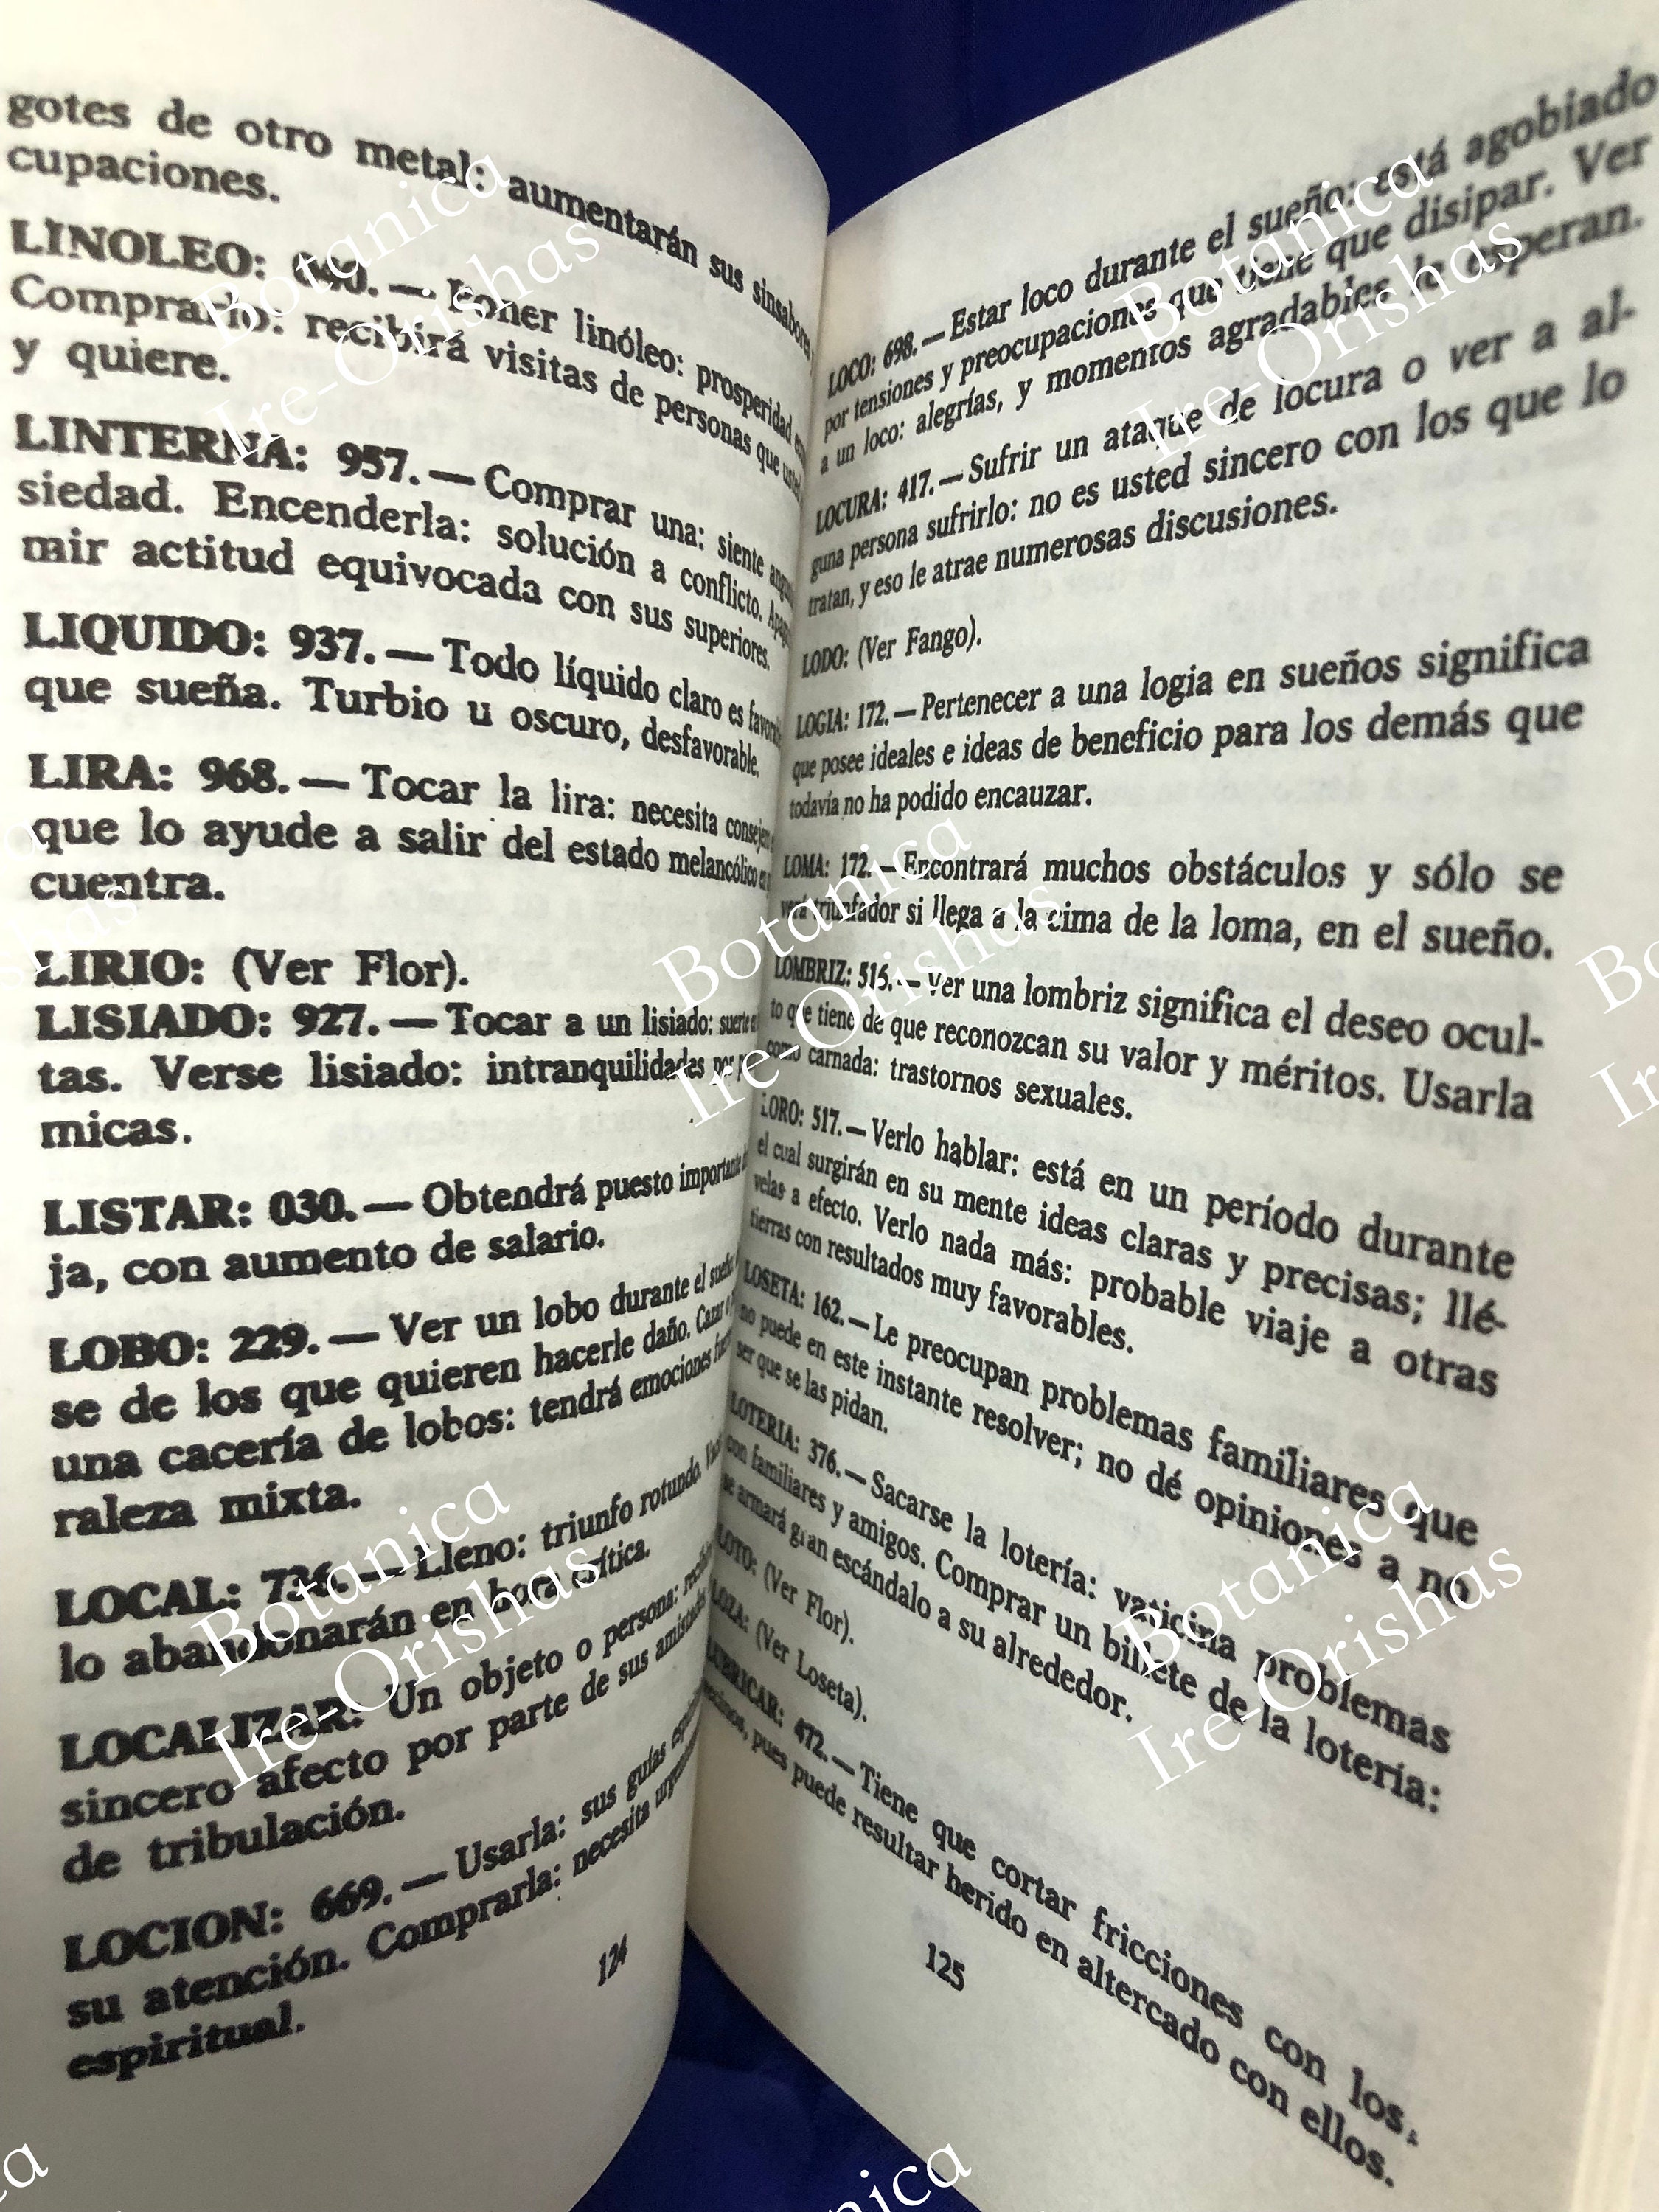 gotes de otro metal: aumentarán sus sinsabores
cupaciones.
LINOLEO: — Poner linóleo: prosperidad
Comprarlo: recibirá visitas de personas que usted
y quiere.
LINTERNA: 957. — Comprar una: siente
siedad. Encenderla: solución a conflicto.
mir actitud equivocada con sus superiores.
LIQUIDO: 937. — Todo líquido claro es
que sueña. Turbio u oscuro, desfavorable.
LIRA: 968. — Tocar la lira: necesita
que lo ayude a salir del estado melancólico
cuentra.
LIRIO: (Ver Flor).
LISIADO: 927. — Tocar a un lisiado: suerte
tas. Verse lisiado: intranquilidades por
micas.
LISTAR: 030. — Obtendrá puesto importante
ja, con aumento de salario.
LOBO: 229. — Ver un lobo durante el sueño
se de los que quieren hacerle daño. Cazar
una cacería de lobos: tendrá emociones
raleza mixta.
LOCAL: 736. — Lleno: triunfo rotundo.
lo abandonarán en hora crítica.
LOCALIZAR: Un objeto o persona:
sincero afecto por parte de sus amistades
de tribulación.
LOCION: 669. — Usarla: sus guías
su atención. Comprarla: necesita
espiritual.
124
LOCO: 698. — Estar loco durante el sueño: está agobiado
por tensiones y preocupaciones que tiene que disipar. Ver
a un loco: alegrías, y momentos agradables le esperan.
LOCURA: 417. — Sufrir un ataque de locura o ver a al-
guna persona sufrirlo: no es usted sincero con los que lo
tratan, y eso le atrae numerosas discusiones.
LODO: (Ver Fango).
LOGIA: 172. — Pertenecer a una logia en sueños significa
que posee ideales e ideas de beneficio para los demás que
todavía no ha podido encauzar.
LOMA: 172. — Encontrará muchos obstáculos y sólo se
verá triunfador si llega a la cima de la loma, en el sueño.
LOMBRIZ: 516. — Ver una lombriz significa el deseo ocul-
to que tiene de que reconozcan su valor y méritos. Usarla
como carnada: trastornos sexuales.
LORO: 517. — Verlo hablar: está en un período durante
el cual surgirán en su mente ideas claras y precisas; llé-
velas a efecto. Verlo nada más: probable viaje a otras
tierras con resultados muy favorables.
LOSETA: 162. — Le preocupan problemas familiares que
no puede en este instante resolver; no dé opiniones a no
ser que se las pidan.
LOTERIA: 376. — Sacarse la lotería: vaticina problemas
con familiares y amigos. Comprar un billete de la lotería:
se armará gran escándalo a su alrededor.
LOTO: (Ver Flor).
LOZA: (Ver Loseta).
LUBRICAR: 472. — Tiene que cortar fricciones con los
vecinos, pues puede resultar herido en altercado con ellos.
125
Botanica
Ire-Orishas